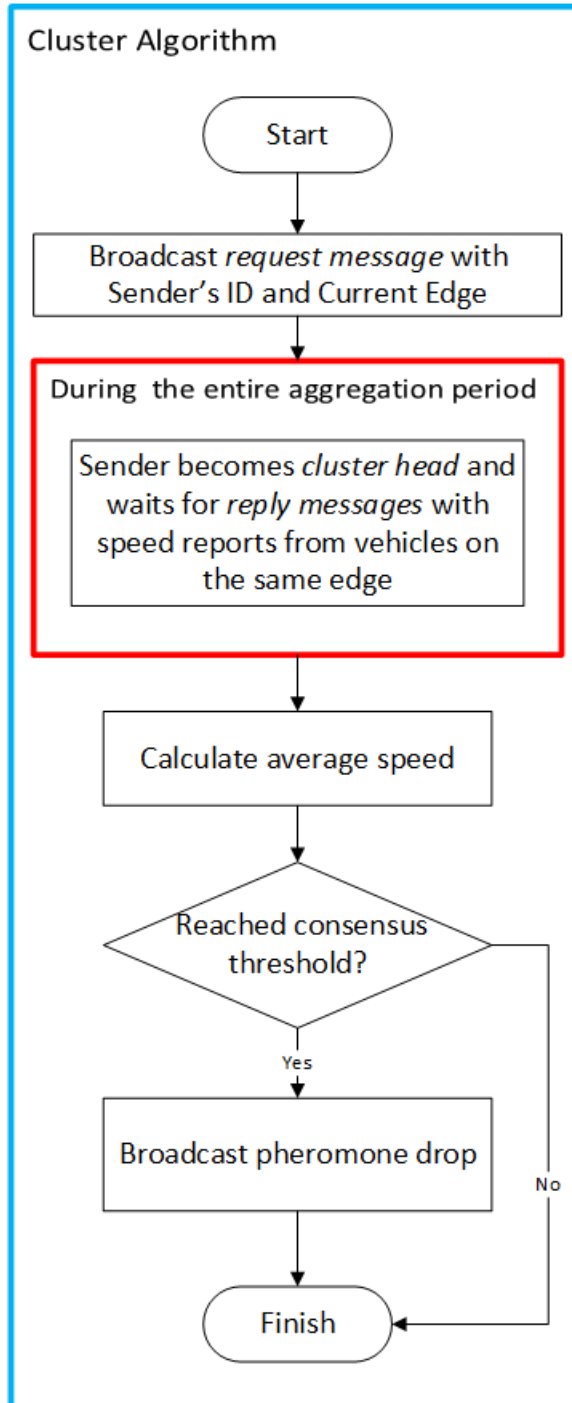 Cluster Algorithm
Start
Broadcast request message with
Sender's ID and Current Edge
During the entire aggregation period
Sender becomes cluster head and
waits for reply messages with
speed reports from vehicles on
the same edge
Calculate average speed
Reached consensus
threshold?
Yes
Broadcast pheromone drop
No
Finish